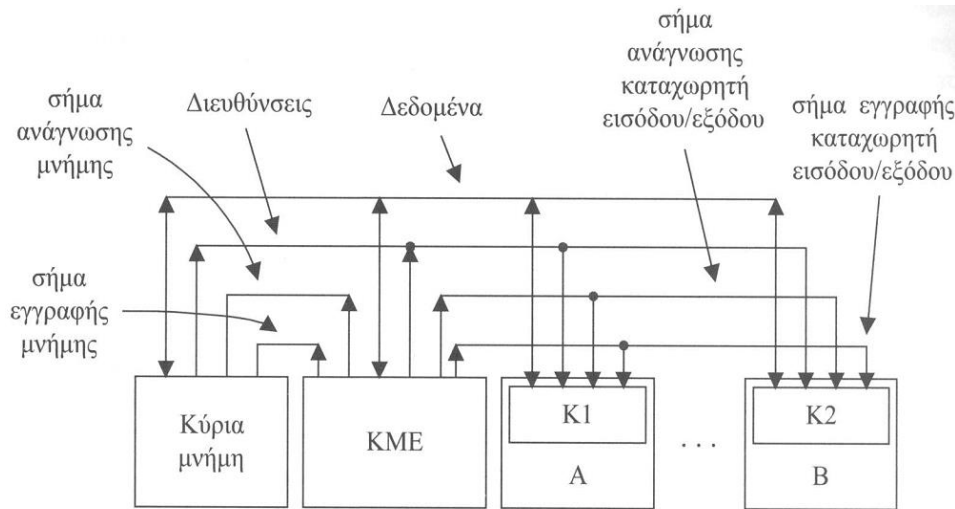 σήμα
ανάγνωσης
μνήμης
Διευθύνσεις
Δεδομένα
σήμα
ανάγνωσης
καταχωρητή
εισόδου/εξόδου
σήμα εγγραφής
καταχωρητή
εισόδου/εξόδου
σήμα
εγγραφής
μνήμης
Κύρια
μνήμη
ΚΜΕ
Κ1
Α
. . .
Κ2
Β